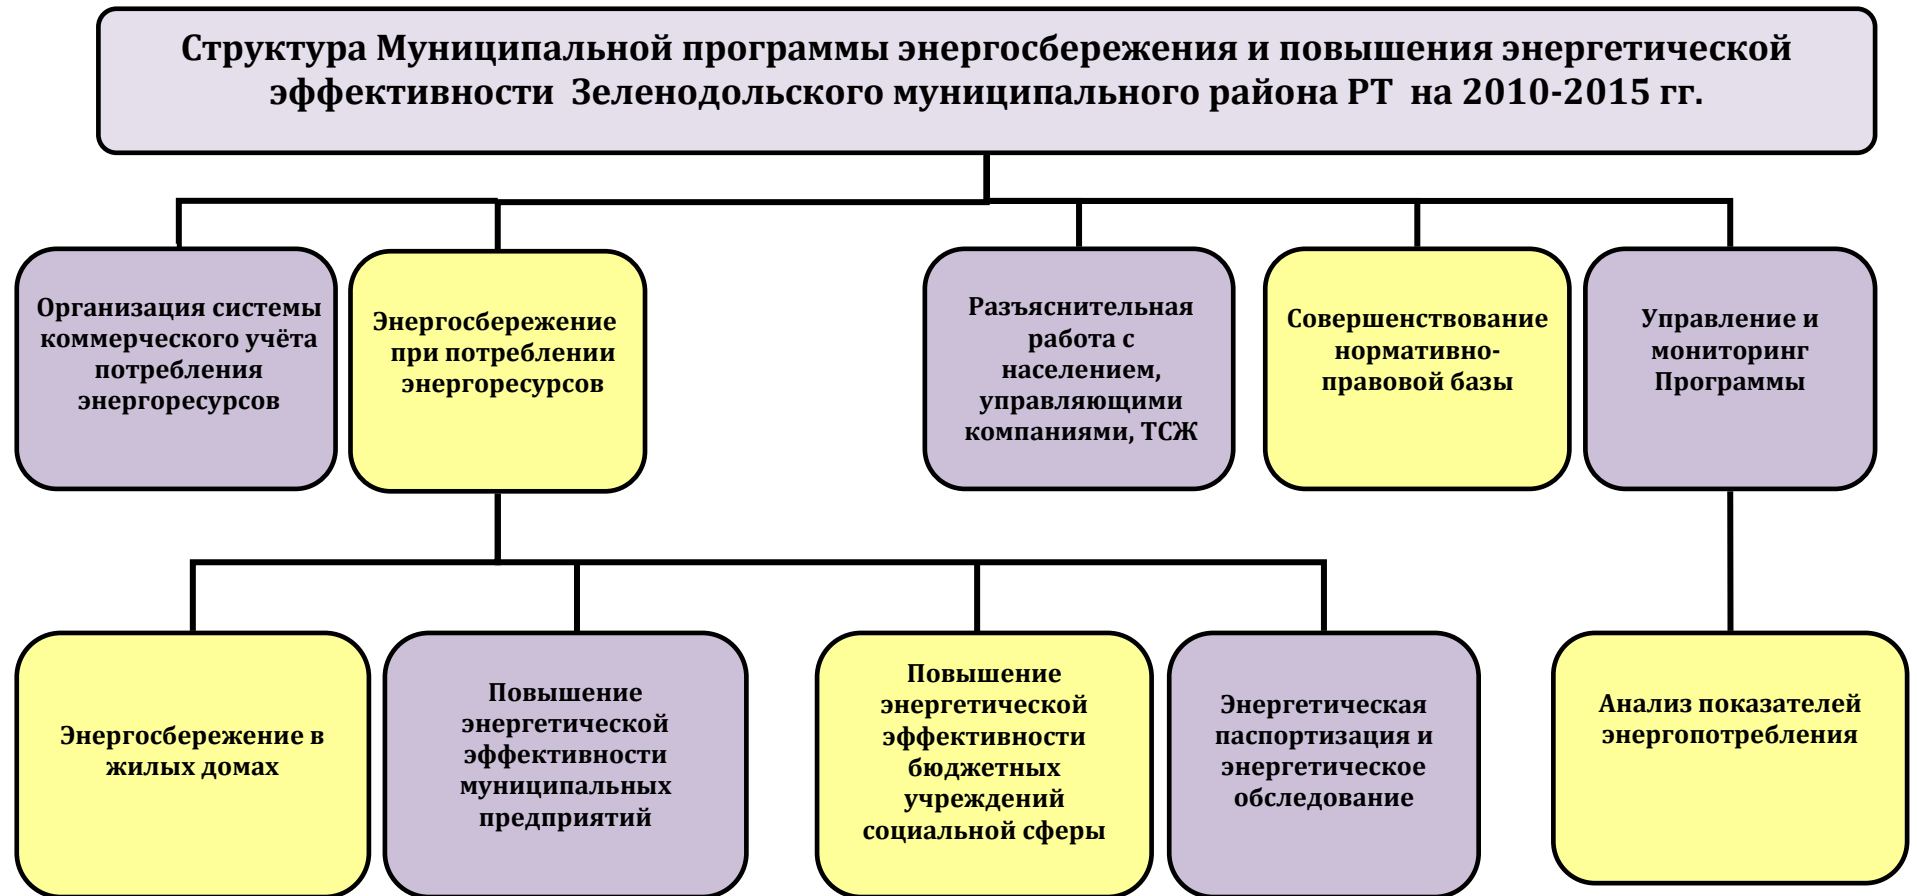 Структура Муниципальной программы энергосбережения и повышения энергетической
эффективности Зеленодольского муниципального района РТ на 2010-2015 гг.
Организация системы
коммерческого учёта
потребления
энергоресурсов
Энергосбережение
при потреблении
энергоресурсов
Разъяснительная
работа с
населением,
управляющими
компаниями, ТСЖ
Совершенствование
нормативно-
правовой базы
Управление и
мониторинг
Программы
Энергосбережение в
жилых домах
Повышение
энергетической
эффективности
муниципальных
предприятий
Повышение
энергетической
эффективности
бюджетных
учреждений
социальной сферы
Энергетическая
паспортизация и
энергетическое
обследование
Анализ показателей
энергопотребления